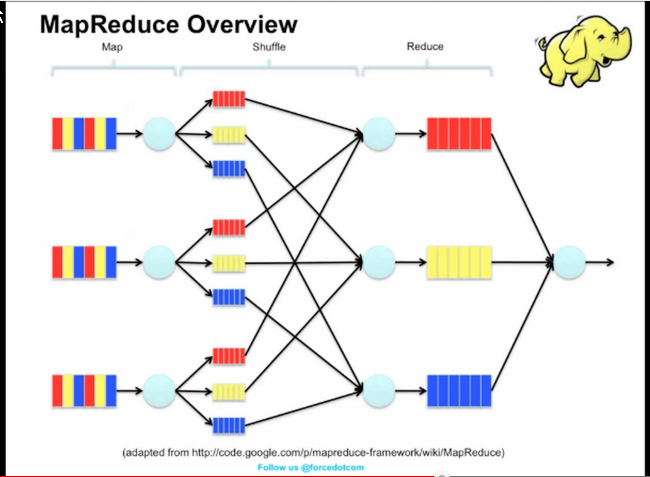 MapReduce Overview
Map
Shuffle
Reduce
(adapted from http://code.google.com/p/mapreduce-framework/wiki/MapReduce)
Follow us @forcedotcom